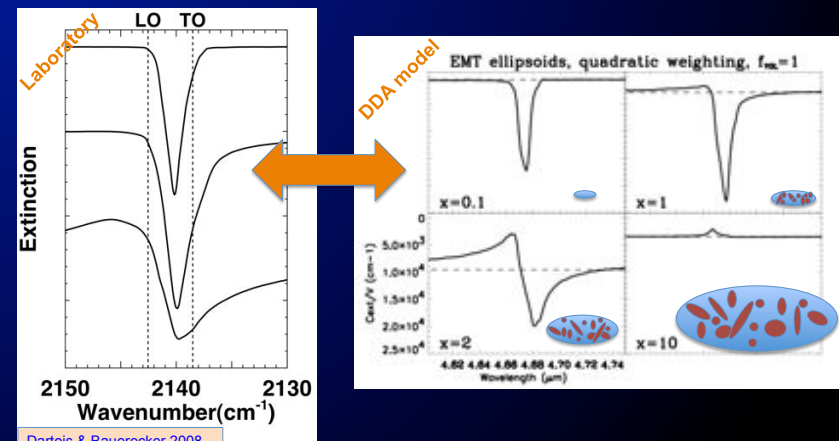 Laboratory
LO TO
Extinction
2150 2140 2130
Wavenumber(cm-1)
Dartois & Bauerecker 2008
DDA model
EMT ellipsoids, quadratic weighting, fPOL=1
x=0.1
x=1
0
5.0×10³
1.0×10⁴
1.5×10⁴
2.0×10⁴
2.5×10⁴
Cext/V (cm-1)
x=2
x=10
4.62 4.64 4.66 4.68 4.70 4.72 4.74
Wavelength (μm)